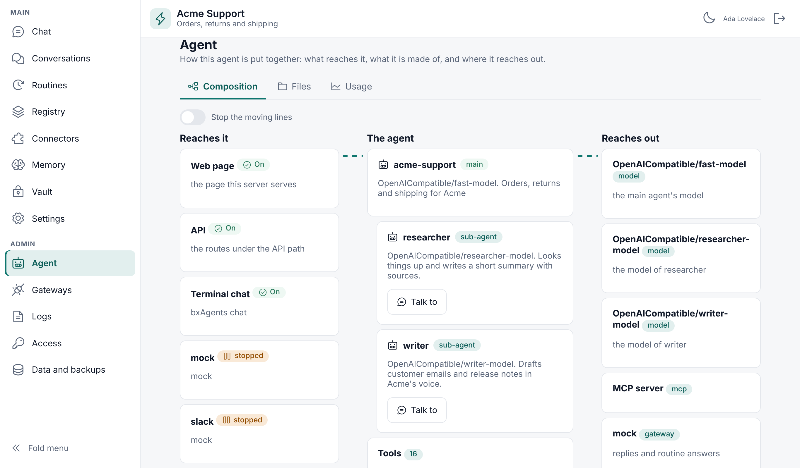 MAIN
Chat
Conversations
Routines
Registry
Connectors
Memory
Vault
Settings
ADMIN
Agent
Gateways
Logs
Access
Data and backups
Fold menu
Acme Support
Orders, returns and shipping
Ada Lovelace
Agent
How this agent is put together: what reaches it, what it is made of, and where it reaches out.
Composition
Files
Usage
Stop the moving lines
Reaches it
Web page On
the page this server serves
API On
the routes under the API path
Terminal chat On
bxAgents chat
mock stopped
mock
slack stopped
mock
The agent
acme-support main
OpenAICompatible/fast-model. Orders, returns
and shipping for Acme
researcher sub-agent
OpenAICompatible/researcher-model. Looks
things up and writes a short summary with
sources.
Talk to
writer sub-agent
OpenAICompatible/writer-model. Drafts
customer emails and release notes in
Acme's voice.
Talk to
Tools 16
Reaches out
OpenAICompatible/fast-model
model
the main agent's model
OpenAICompatible/researcher-
model model
the model of researcher
OpenAICompatible/writer-
model model
the model of writer
MCP server mcp
mock gateway
replies and routine answers